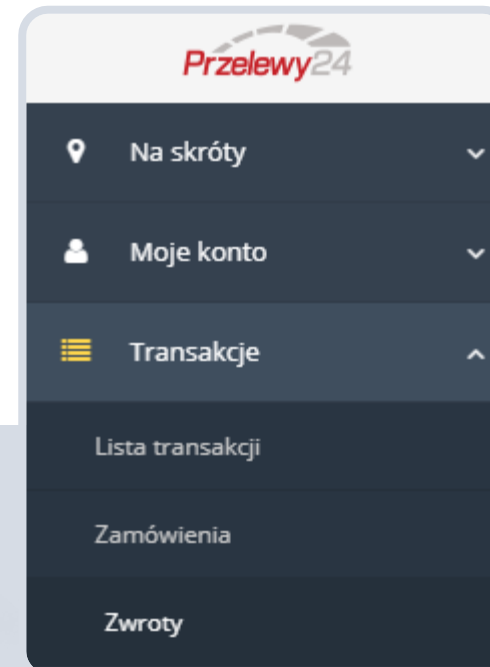 Przelewy24
Na skróty
Moje konto
Transakcje
Lista transakcji
Zamówienia
Zwroty